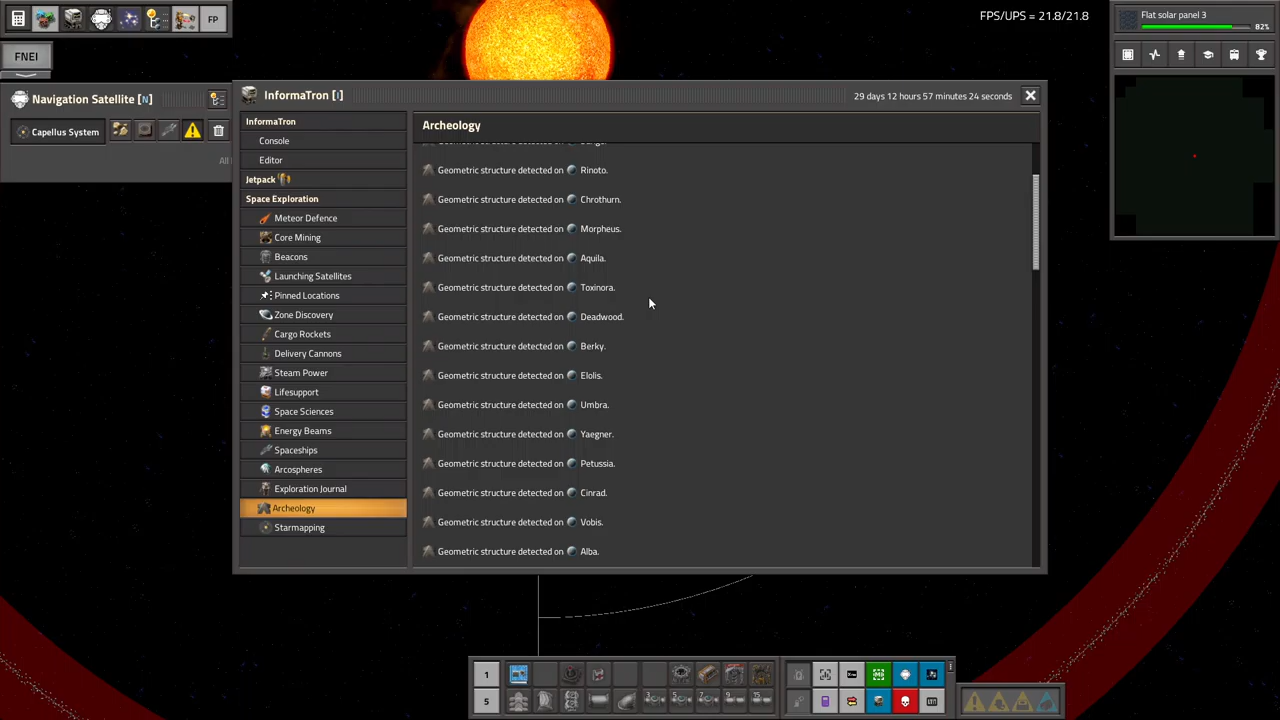 FP
FPS/UPS = 21.8/21.8
Flat solar panel 3
82%
FNEI
Navigation Satellite [N]
Capellus System
All
InformaTron [I]
29 days 12 hours 57 minutes 24 seconds
InformaTron
Console
Editor
Jetpack
Space Exploration
Meteor Defence
Core Mining
Beacons
Launching Satellites
Pinned Locations
Zone Discovery
Cargo Rockets
Delivery Cannons
Steam Power
Lifesupport
Space Sciences
Energy Beams
Spaceships
Arcospheres
Exploration Journal
Archeology
Starmapping
Archeology
Geometric structure detected on
Geometric structure detected on Rinoto.
Geometric structure detected on Chrothurn.
Geometric structure detected on Morpheus.
Geometric structure detected on Aquila.
Geometric structure detected on Toxinora.
Geometric structure detected on Deadwood.
Geometric structure detected on Berky.
Geometric structure detected on Elolis.
Geometric structure detected on Umbra.
Geometric structure detected on Yaegner.
Geometric structure detected on Petussia.
Geometric structure detected on Cinrad.
Geometric structure detected on Vobis.
Geometric structure detected on Alba.
1
5